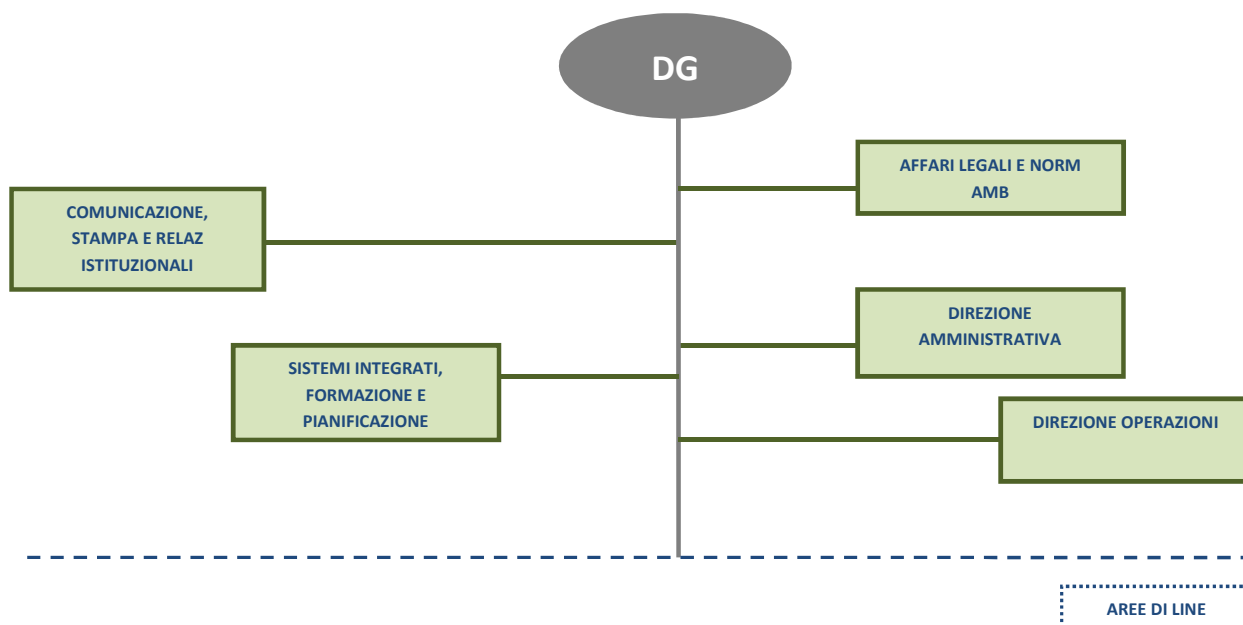 DG
AFFARI LEGALI E NORM
AMB
COMUNICAZIONE,
STAMPA E RELAZ
ISTITUZIONALI
DIREZIONE
AMMINISTRATIVA
SISTEMI INTEGRATI,
FORMAZIONE E
PIANIFICAZIONE
DIREZIONE OPERAZIONI
AREE DI LINE